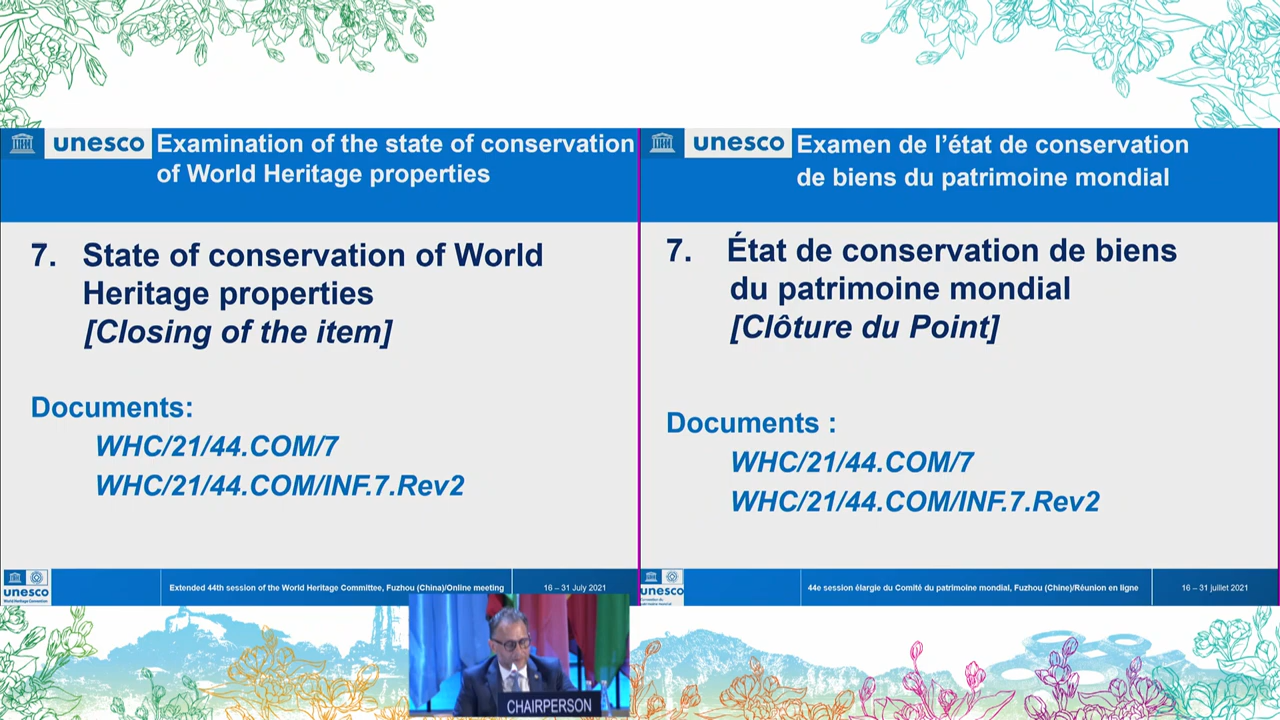 unesco
Examination of the state of conservation
of World Heritage properties
7. State of conservation of World
Heritage properties
[Closing of the item]
Documents:
WHC/21/44.COM/7
WHC/21/44.COM/INF.7.Rev2
unesco
Extended 44th session of the World Heritage Committee, Fuzhou (China)/Online meeting
16 – 31 July 2021
unesco
Examen de l’état de conservation
de biens du patrimoine mondial
7. État de conservation de biens
du patrimoine mondial
[Clôture du Point]
Documents :
WHC/21/44.COM/7
WHC/21/44.COM/INF.7.Rev2
unesco
44e session élargie du Comité du patrimoine mondial, Fuzhou (Chine)/Réunion en ligne
16 – 31 juillet 2021
CHAIRPERSON